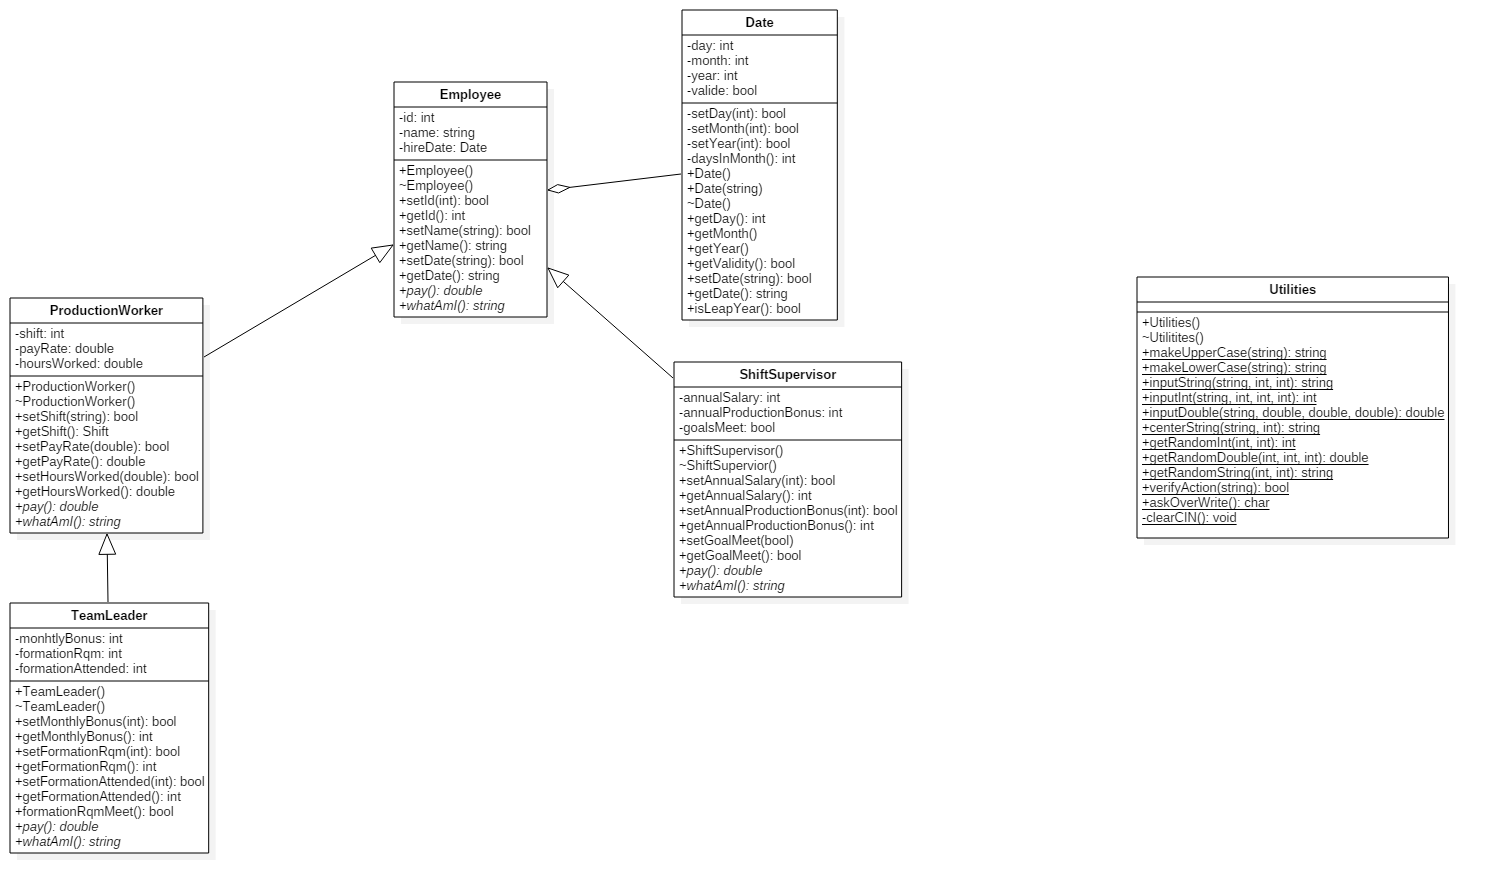 Date
-day: int
-month: int
-year: int
-valide: bool
-setDay(int): bool
-setMonth(int): bool
-setYear(int): bool
-daysInMonth(): int
+Date()
+Date(string)
~Date()
+getDay(): int
+getMonth()
+getYear()
+getValidity(): bool
+setDate(string): bool
+getDate(): string
+isLeapYear(): bool
Employee
-id: int
-name: string
-hireDate: Date
+Employee()
~Employee()
+setId(int): bool
+getId(): int
+setName(string): bool
+getName(): string
+setDate(string): bool
+getDate(): string
+pay(): double
+whatAmI(): string
Utilities
+Utilities()
~Utilitites()
+makeUpperCase(string): string
+makeLowerCase(string): string
+inputString(string, int, int): string
+inputInt(string, int, int, int): int
+inputDouble(string, double, double, double): double
+centerString(string, int): string
+getRandomInt(int, int): int
+getRandomDouble(int, int, int): double
+getRandomString(int, int): string
+verifyAction(string): bool
+askOverWrite(): char
-clearCIN(): void
ProductionWorker
-shift: int
-payRate: double
-hoursWorked: double
+ProductionWorker()
~ProductionWorker()
+setShift(string): bool
+getShift(): Shift
+setPayRate(double): bool
+getPayRate(): double
+setHoursWorked(double): bool
+getHoursWorked(): double
+pay(): double
+whatAmI(): string
ShiftSupervisor
-annualSalary: int
-annualProductionBonus: int
-goalsMeet: bool
+ShiftSupervisor()
~ShiftSupervior()
+setAnnualSalary(int): bool
+getAnnualSalary(): int
+setAnnualProductionBonus(int): bool
+getAnnualProductionBonus(): int
+setGoalMeet(bool)
+getGoalMeet(): bool
+pay(): double
+whatAmI(): string
TeamLeader
-monhtlyBonus: int
-formationRqm: int
-formationAttended: int
+TeamLeader()
~TeamLeader()
+setMonthlyBonus(int): bool
+getMonthlyBonus(): int
+setFormationRqm(int): bool
+getFormationRqm(): int
+setFormationAttended(int): bool
+getFormationAttended(): int
+formationRqmMeet(): bool
+pay(): double
+whatAmI(): string